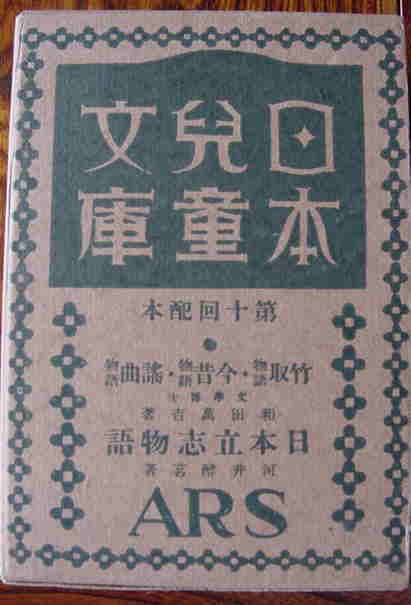 日本
兒童
文庫
第十回配本
竹取物語・今昔物語・謠曲物語
文學博士
和田萬吉著
日本立志物語
河井醉茗著
ARS